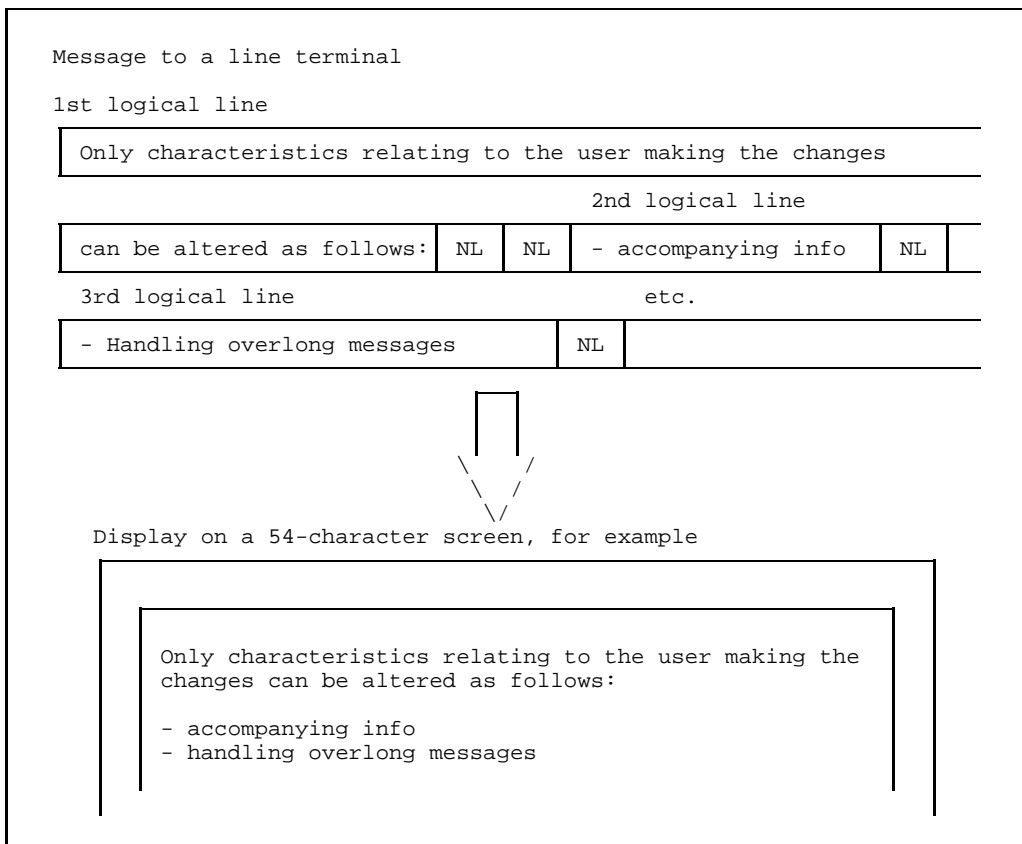 Message to a line terminal
1st logical line
Only characteristics relating to the user making the changes
2nd logical line
can be altered as follows: NL NL - accompanying info NL
3rd logical line etc.
- Handling overlong messages NL
Display on a 54-character screen, for example
Only characteristics relating to the user making the
changes can be altered as follows:
- accompanying info
- handling overlong messages